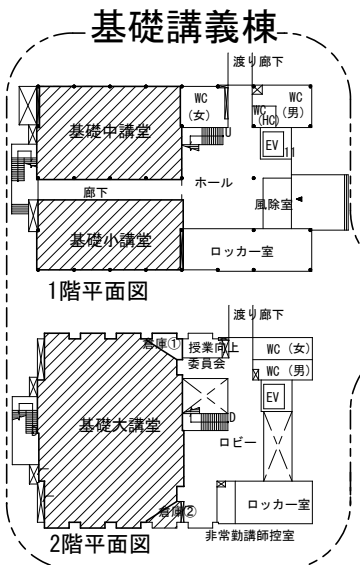 基礎講義棟
渡り廊下
WC
(女)
WC
(男)
WC
(HC)
基礎中講堂
U
EV
11
ホール
廊下
風除室
基礎小講堂
ロッカー室
1階平面図
渡り廊下
倉庫①
授業向上
委員会
WC (女)
WC (男)
EV
基礎大講堂
D
ロビー
ロッカー室
倉庫②
非常勤講師控室
2階平面図